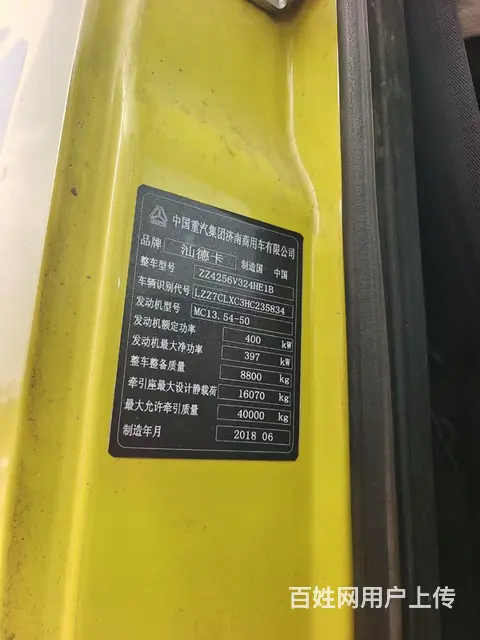 中国重汽集团济南商用车有限公司
品牌 汕德卡 制造国 中国
整车型号 ZZ4256V324HE1B
车辆识别代号 LZZ7CLXC3HC235834
发动机型号 MC13.54-50
发动机额定功率 400 kW
发动机最大净功率 397 kW
整车整备质量 8800 kg
牵引座最大设计静载荷 16070 kg
最大允许牵引质量 40000 kg
制造年月 2018 06
百姓网用户上传